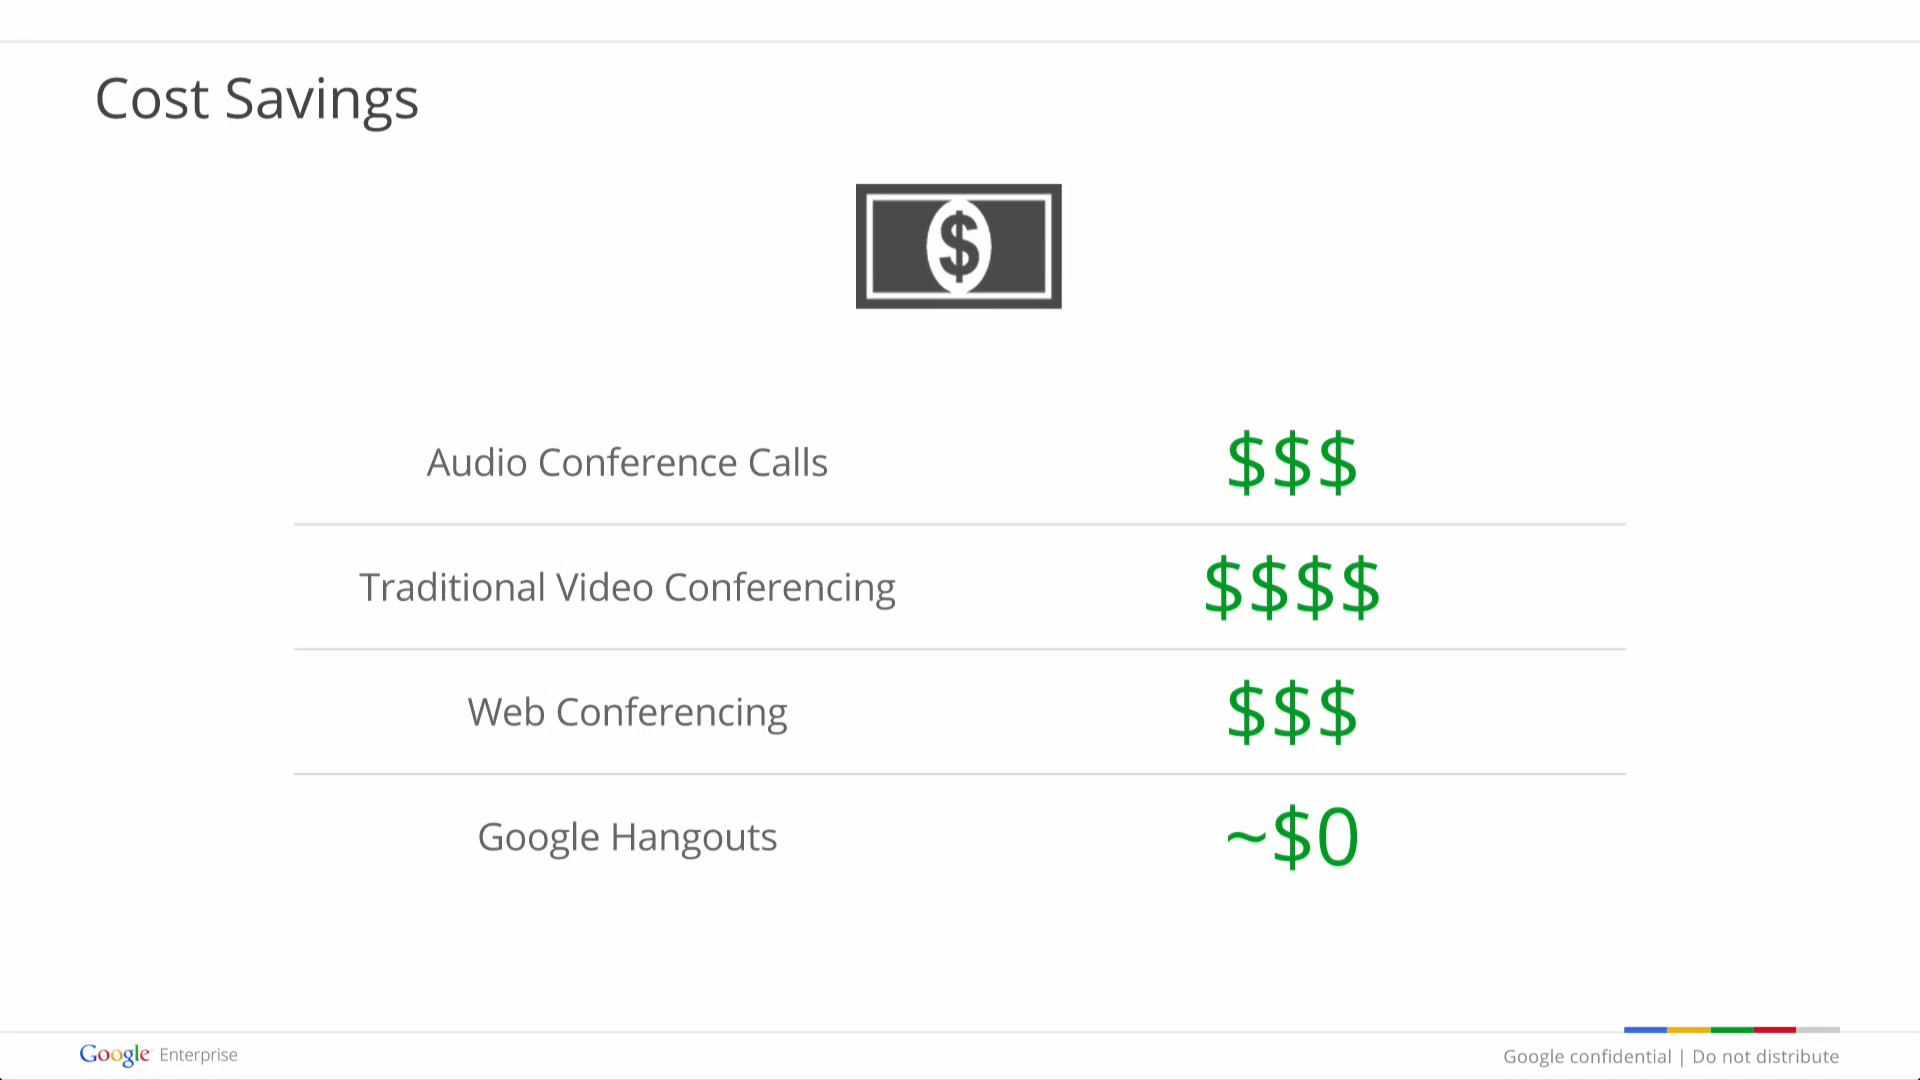 Cost Savings
$
Audio Conference Calls $$$
Traditional Video Conferencing $$$$
Web Conferencing $$$
Google Hangouts ~$0
Google Enterprise
Google confidential | Do not distribute